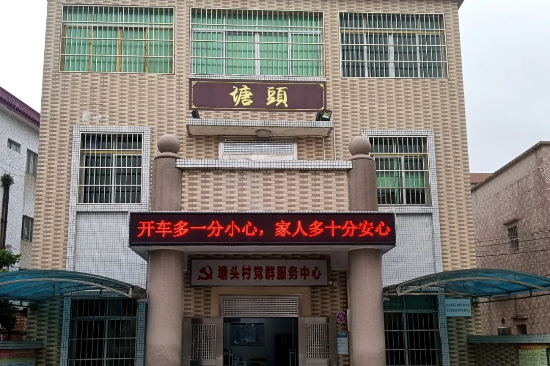 塘頭
开车多一分小心，家人多十分安心
塘头村党群服务中心